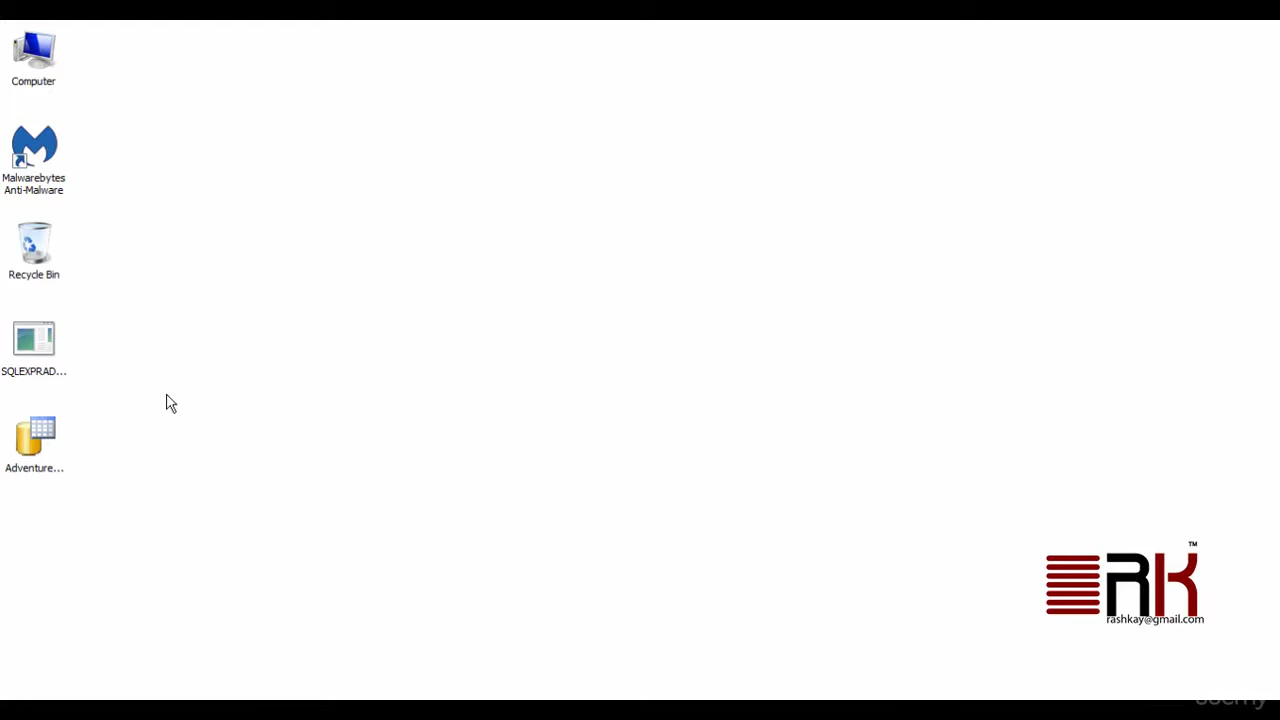 Computer
Malwarebytes
Anti-Malware
Recycle Bin
SQLEXPRAD...
Adventure...
RK
TM
rashkay@gmail.com